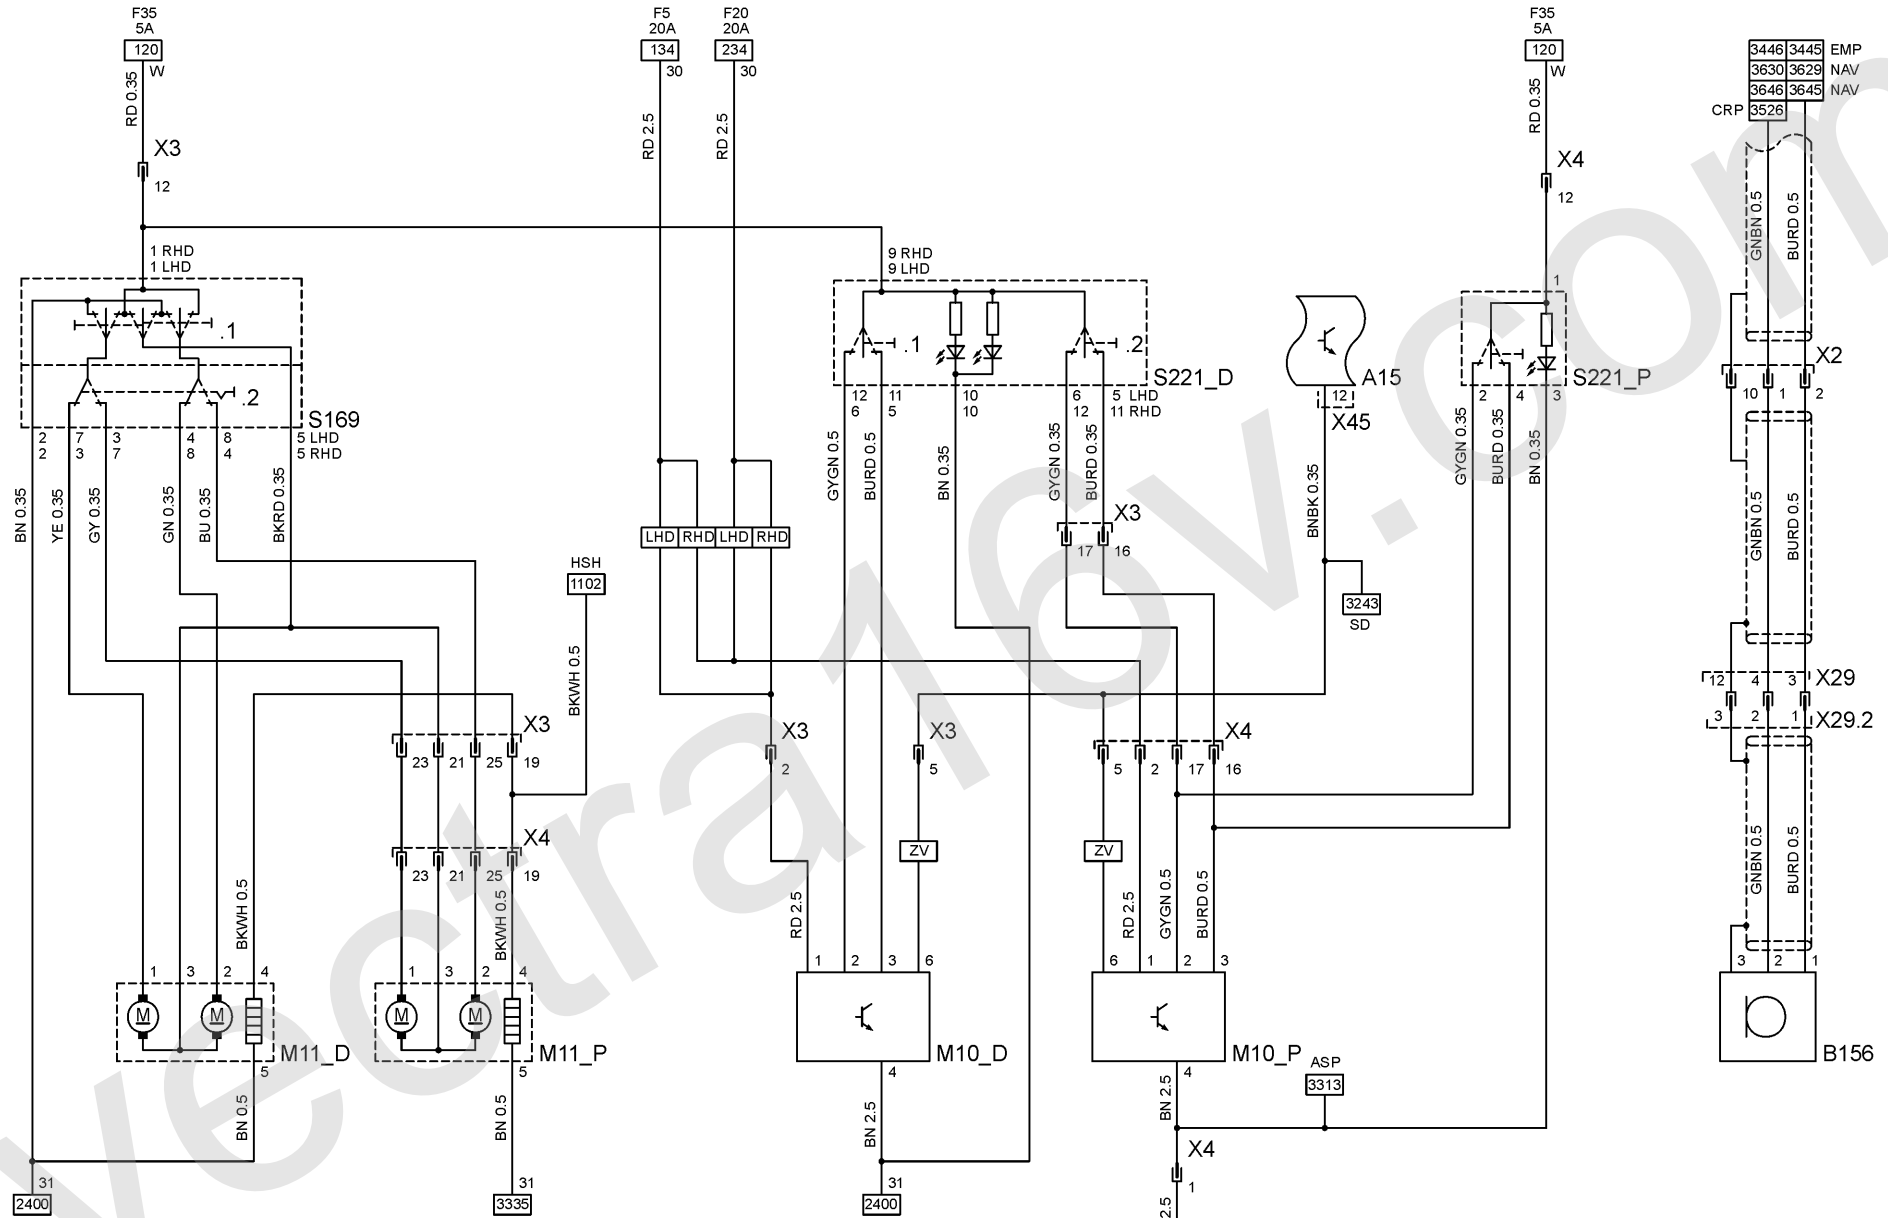 F35
5A
120
W
RD 0.35
X3
12
F5
20A
134
30
RD 2.5
F20
20A
234
30
RD 2.5
F35
5A
120
W
RD 0.35
X4
12
3446 3445 EMP
3630 3629 NAV
3646 3645 NAV
CRP 3526
GNBN 0.5
BURD 0.5
1 RHD
1 LHD
.1
.2
S169
2 7 3 4 8 5 LHD
2 3 7 8 4 5 RHD
BN 0.35
YE 0.35
GY 0.35
GN 0.35
BU 0.35
BKRD 0.35
9 RHD
9 LHD
.1
.2
S221_D
12 11 10 6 5 LHD
6 5 10 12 11 RHD
GYGN 0.5
BURD 0.5
BN 0.35
GYGN 0.35
BURD 0.35
A15
12
X45
BNBK 0.35
1
S221_P
2 4 3
GYGN 0.35
BURD 0.35
BN 0.35
X2
10 1 2
GNBN 0.5
BURD 0.5
LHD RHD LHD RHD
X3
17 16
HSH
1102
BKWH 0.5
3243
SD
12 4 3 X29
3 2 1 X29.2
X3
23 21 25 19
X3
2
X3
5
X4
5 2 17 16
X4
23 21 25 19
ZV
ZV
BKWH 0.5
BKWH 0.5
RD 2.5
RD 2.5
GYGN 0.5
BURD 0.5
GNBN 0.5
BURD 0.5
1 3 2 4
M M
M11_D
5
BN 0.5
1 3 2 4
M M
M11_P
5
BN 0.5
1 2 3 6
M10_D
4
BN 2.5
6 1 2 3
M10_P
4
BN 2.5
ASP
3313
3 2 1
B156
X4
1
2.5
31
2400
31
3335
31
2400
vectra16v.com